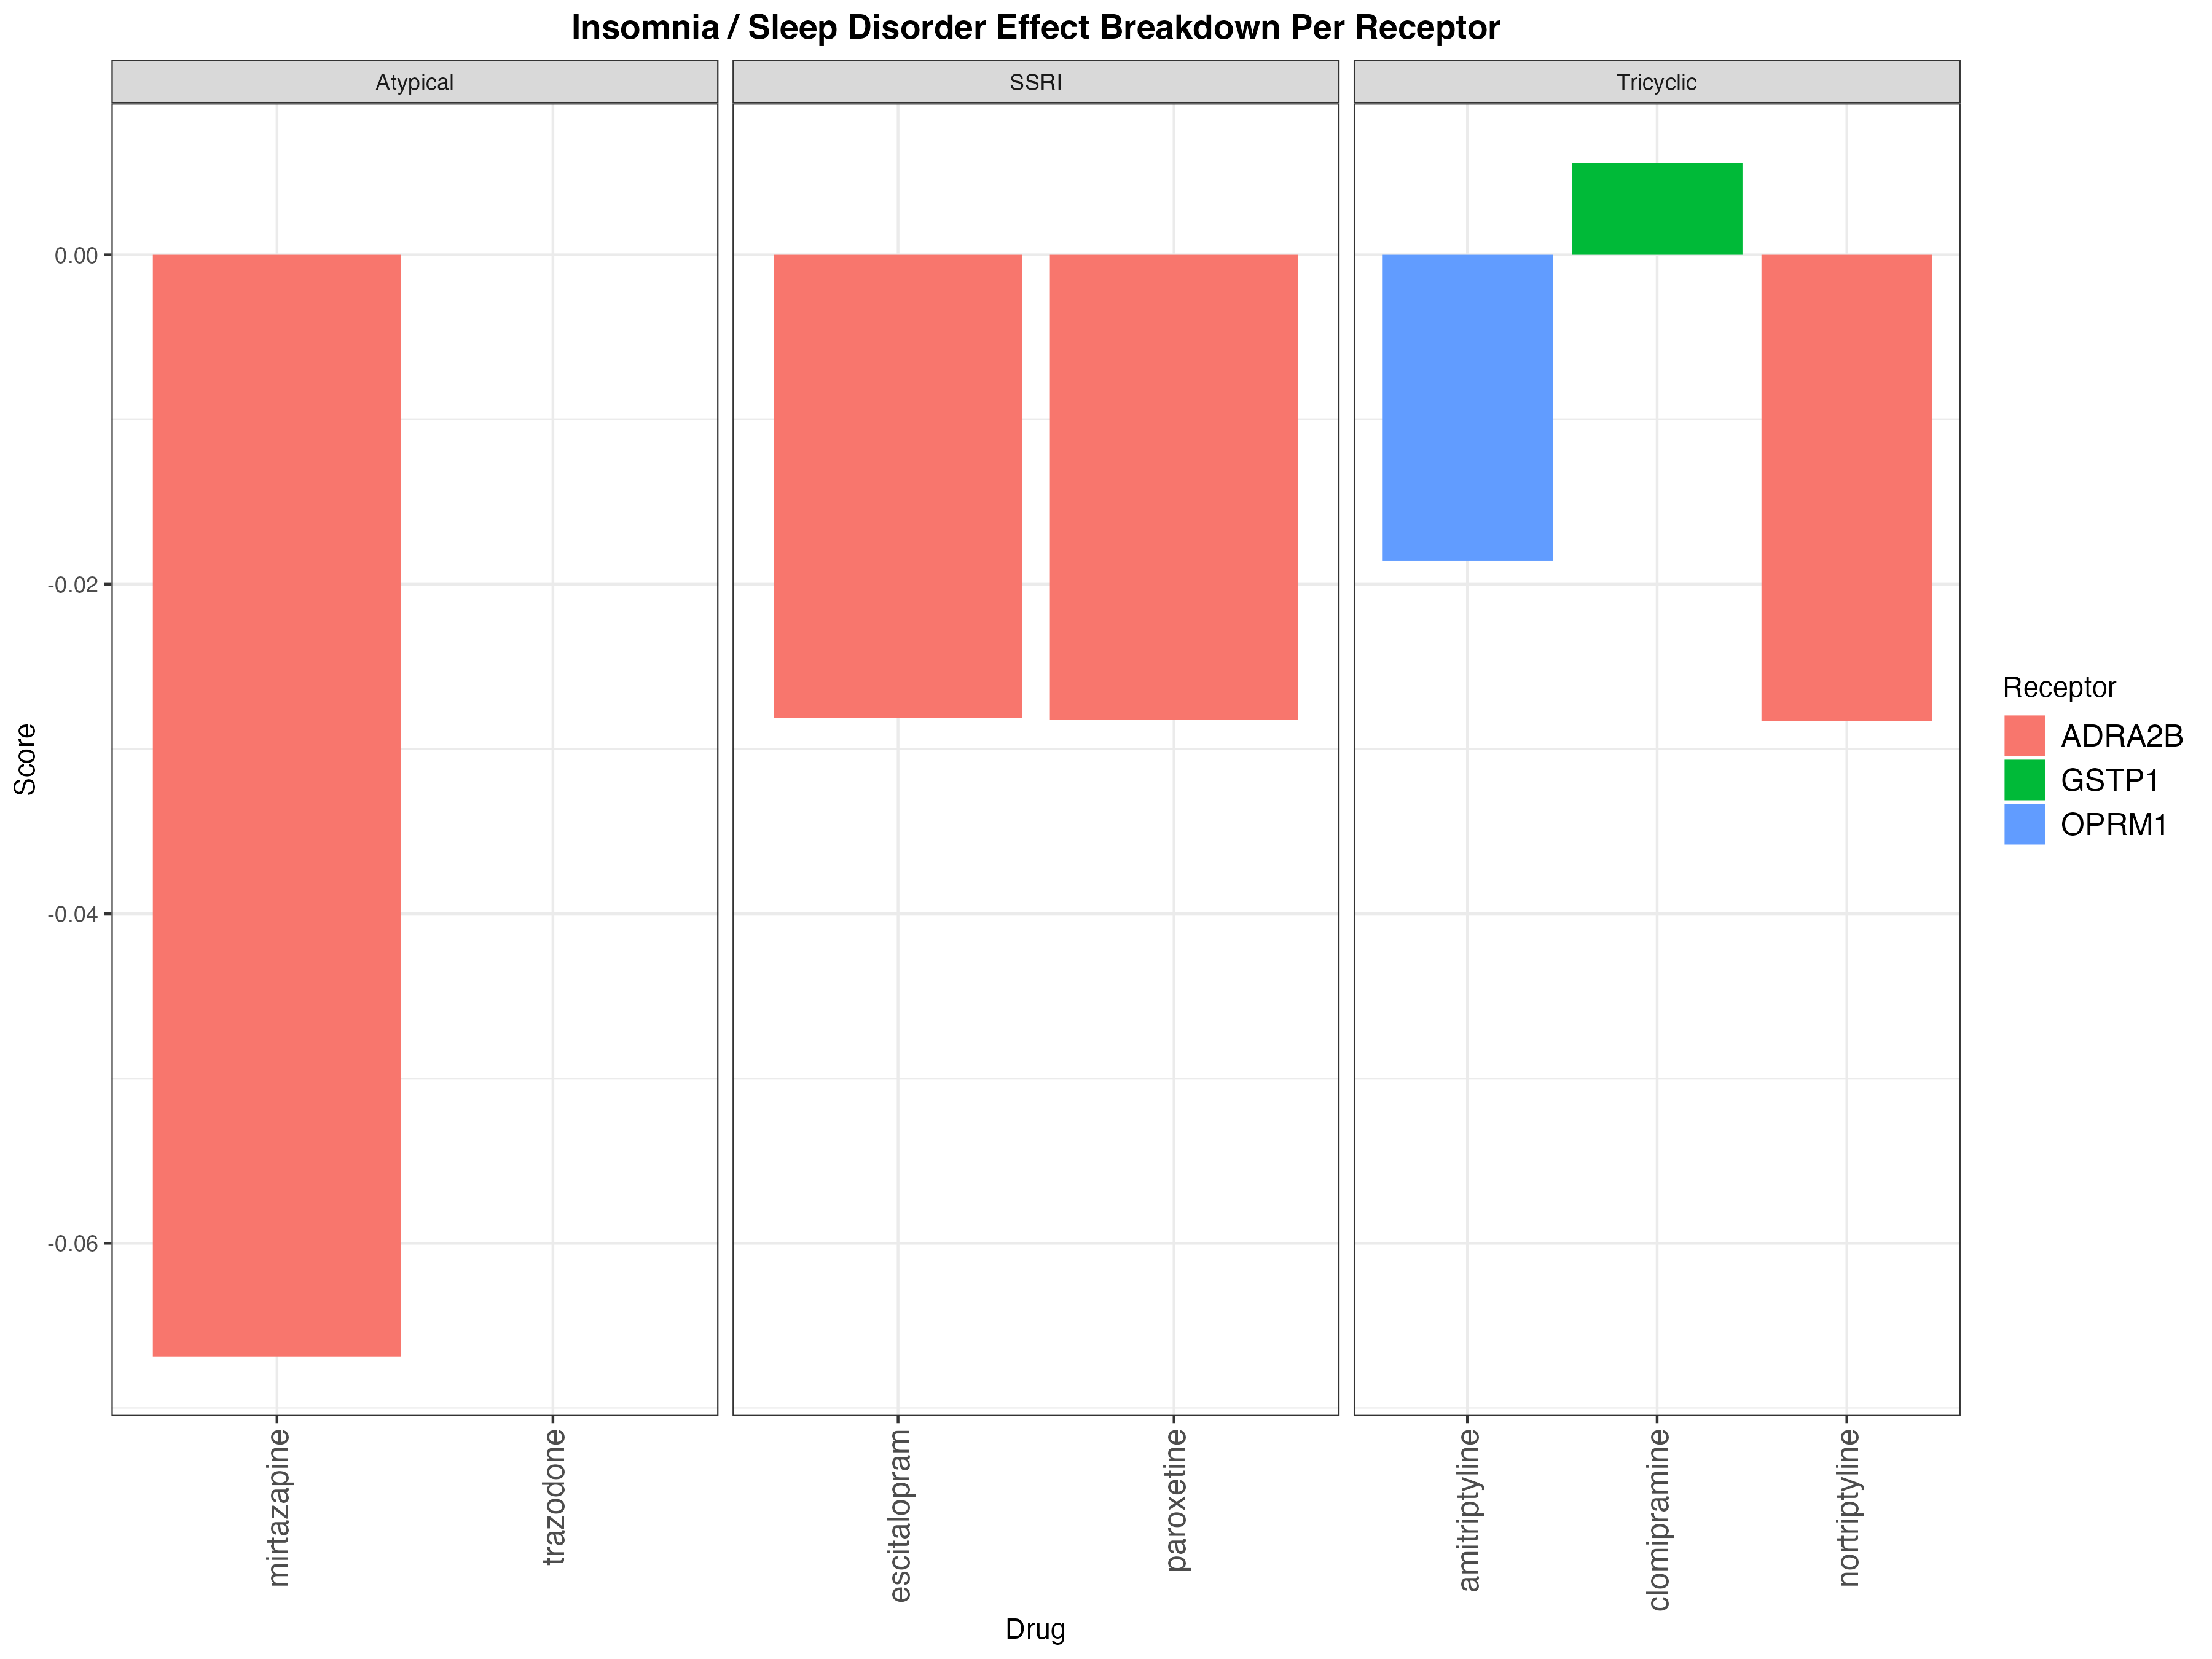 Insomnia / Sleep Disorder Effect Breakdown Per Receptor
Atypical
SSRI
Tricyclic
Score
0.00
-0.02
-0.04
-0.06
mirtazapine
trazodone
escitalopram
paroxetine
amitriptyline
clomipramine
nortriptyline
Drug
Receptor
ADRA2B
GSTP1
OPRM1